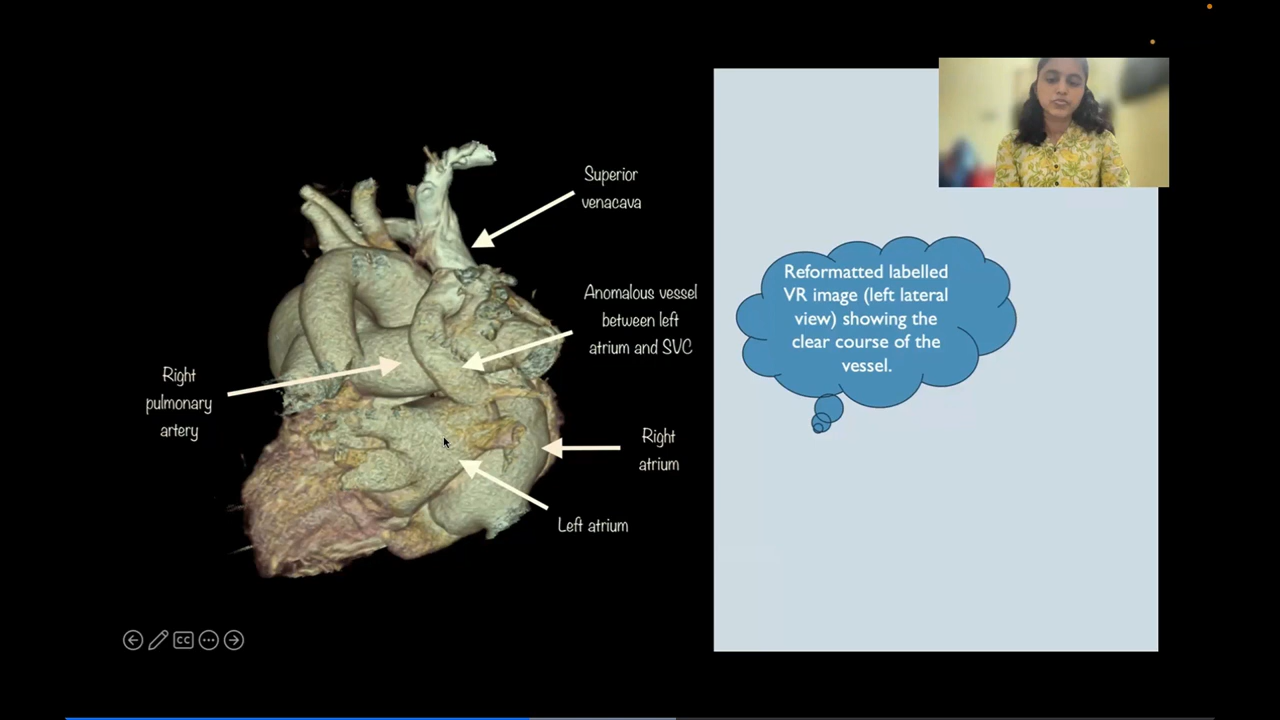 Superior
venacava
Anomalous vessel
between left
atrium and SVC
Right
pulmonary
artery
Right
atrium
Left atrium
Reformatted labelled
VR image (left lateral
view) showing the
clear course of the
vessel.
CC